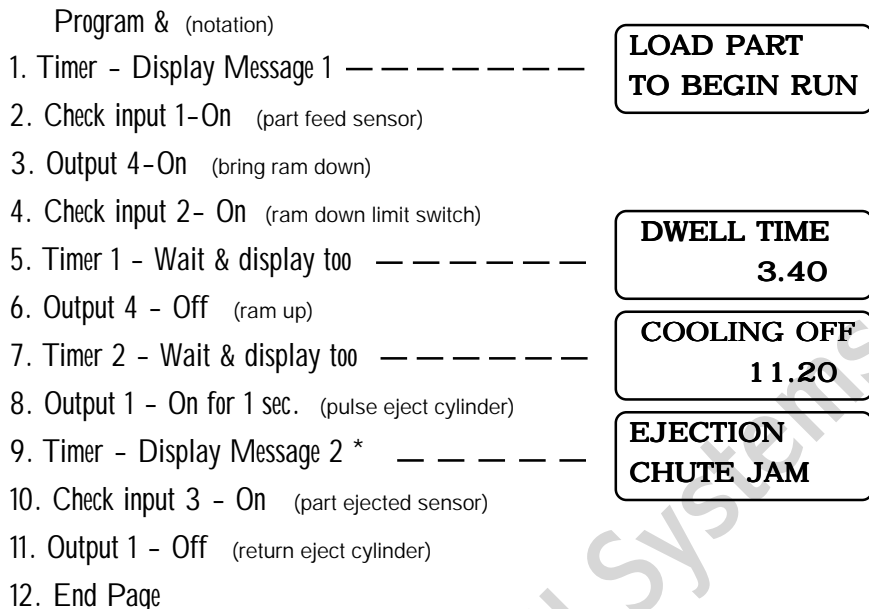 Program & (notation)
1. Timer – Display Message 1 — — — — — — —
LOAD PART
TO BEGIN RUN
2. Check input 1–On (part feed sensor)
3. Output 4–On (bring ram down)
4. Check input 2– On (ram down limit switch)
5. Timer 1 – Wait & display too — — — — — —
DWELL TIME
3.40
6. Output 4 – Off (ram up)
7. Timer 2 – Wait & display too — — — — — —
COOLING OFF
11.20
8. Output 1 – On for 1 sec. (pulse eject cylinder)
9. Timer – Display Message 2 * — — — — —
EJECTION
CHUTE JAM
10. Check input 3 – On (part ejected sensor)
11. Output 1 – Off (return eject cylinder)
12. End Page
Systems